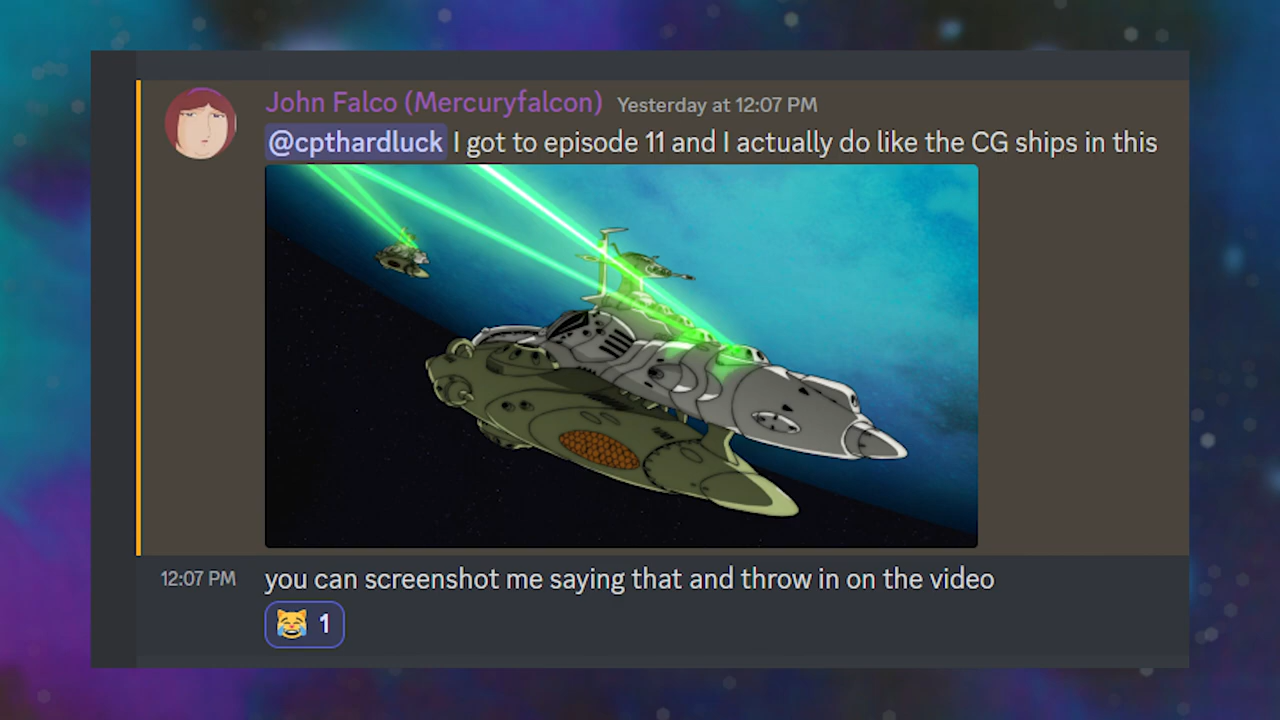 John Falco (Mercuryfalcon) Yesterday at 12:07 PM
@cpthardluck I got to episode 11 and I actually do like the CG ships in this
12:07 PM you can screenshot me saying that and throw in on the video
1